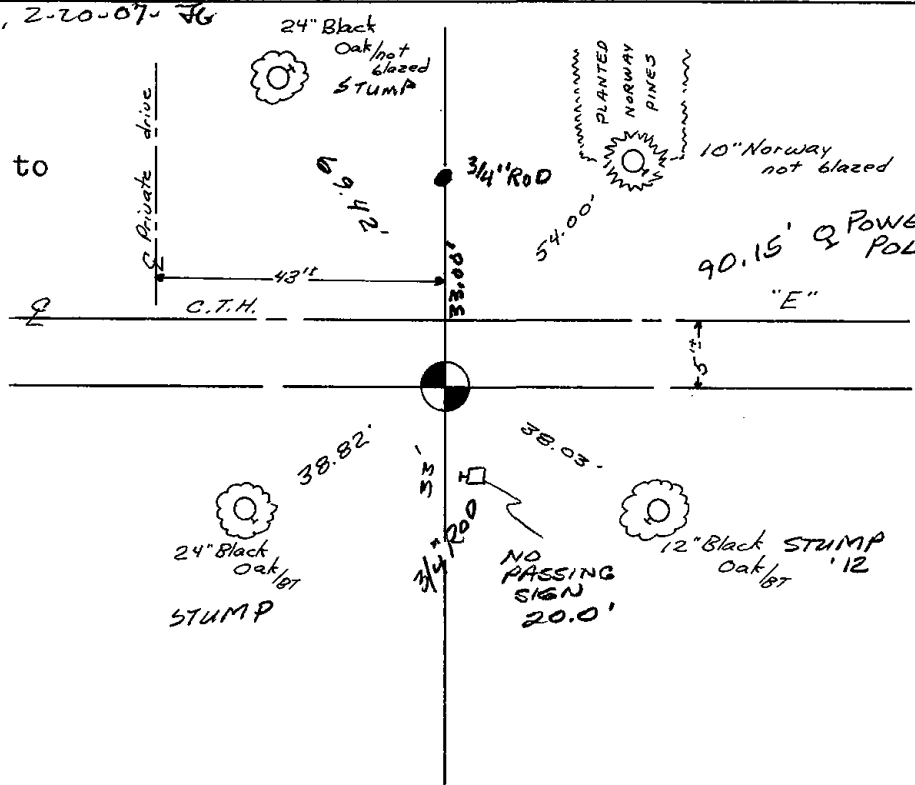 , 2-20-07- JG
24" Black
Oak/not
blazed
STUMP
PLANTED
NORWAY
PINES
℄ Private drive
to
3/4" ROD
10" Norway
not blazed
66.42'
54.00'
90.15'
POWE
POL
43'±
33.00'
℄
C.T.H.
"E"
5'±
38.82'
33'
38.03'
24" Black
Oak/BT
STUMP
3/4" ROD
NO
PASSING
SIGN
20.0'
12" Black
Oak/BT
STUMP
'12